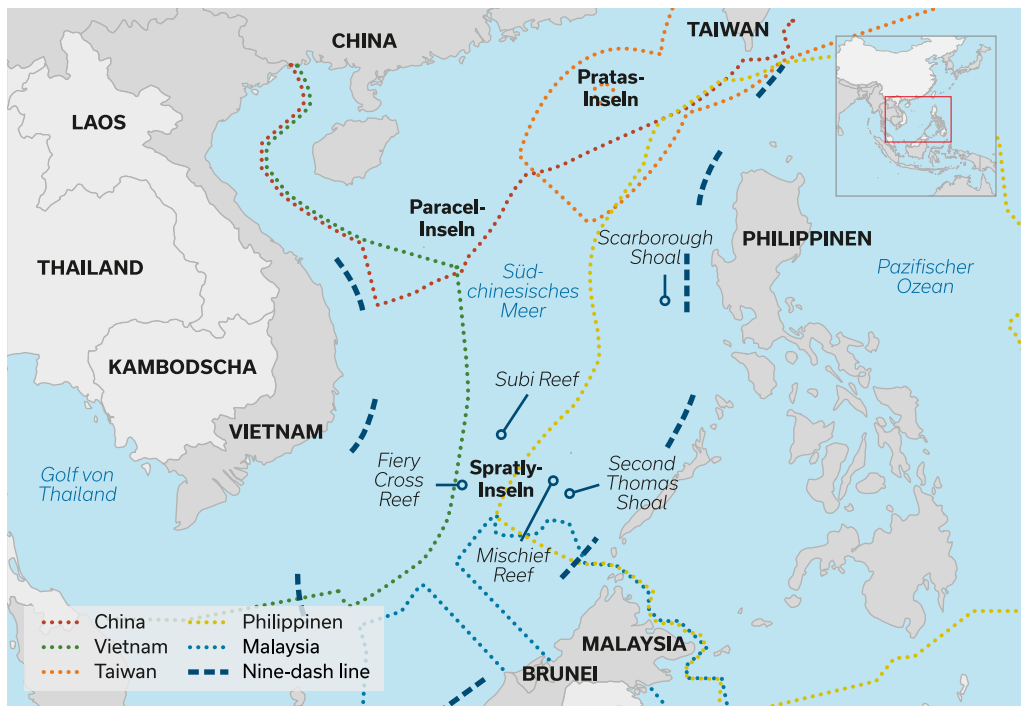 CHINA
TAIWAN
Pratas-
Inseln
LAOS
Paracel-
Inseln
Scarborough
Shoal
PHILIPPINEN
THAILAND
Süd-
chinesisches
Meer
Pazifischer
Ozean
KAMBODSCHA
Subi Reef
VIETNAM
Golf von
Thailand
Fiery
Cross
Reef
Spratly-
Inseln
Second
Thomas
Shoal
Mischief
Reef
MALAYSIA
BRUNEI
China
Vietnam
Taiwan
Philippinen
Malaysia
Nine-dash line